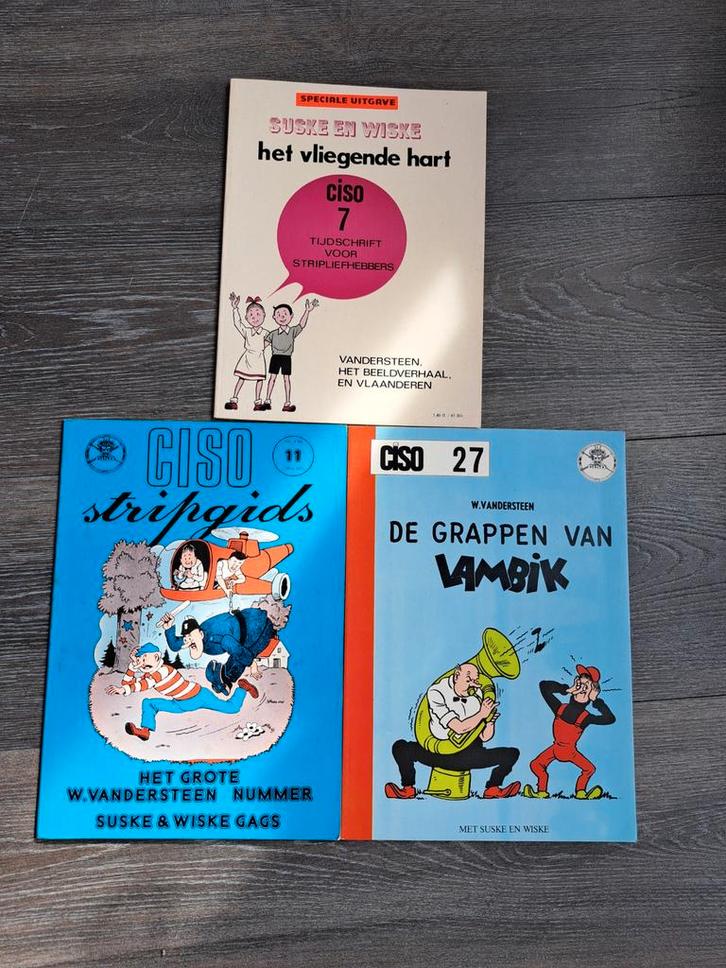 SPECIALE UITGAVE
SUSKE EN WISKE
het vliegende hart
ciso
7
TIJDSCHRIFT
VOOR
STRIPLIEFHEBBERS
VANDERSTEEN,
HET BEELDVERHAAL,
EN VLAANDEREN
CISO
11
stripgids
HET GROTE
W.VANDERSTEEN NUMMER
SUSKE & WISKE GAGS
CISO 27
W.VANDERSTEEN
DE GRAPPEN VAN
LAMBIK
MET SUSKE EN WISKE